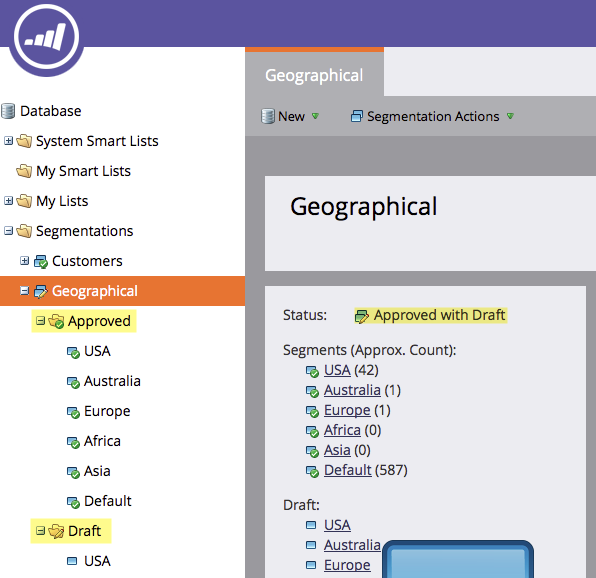 Geographical
New
Segmentation Actions
Database
System Smart Lists
My Smart Lists
My Lists
Segmentations
Customers
Geographical
Approved
USA
Australia
Europe
Africa
Asia
Default
Draft
USA
Geographical
Status: Approved with Draft
Segments (Approx. Count):
USA (42)
Australia (1)
Europe (1)
Africa (0)
Asia (0)
Default (587)
Draft:
USA
Australia
Europe